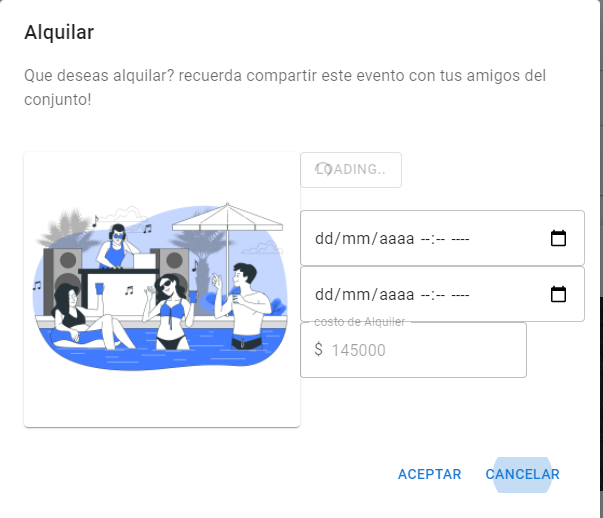 Alquilar
Que deseas alquilar? recuerda compartir este evento con tus amigos del
conjunto!
LOADING..
dd/mm/aaaa --:-- ----
dd/mm/aaaa --:-- ----
costo de Alquiler
$ 145000
ACEPTAR CANCELAR